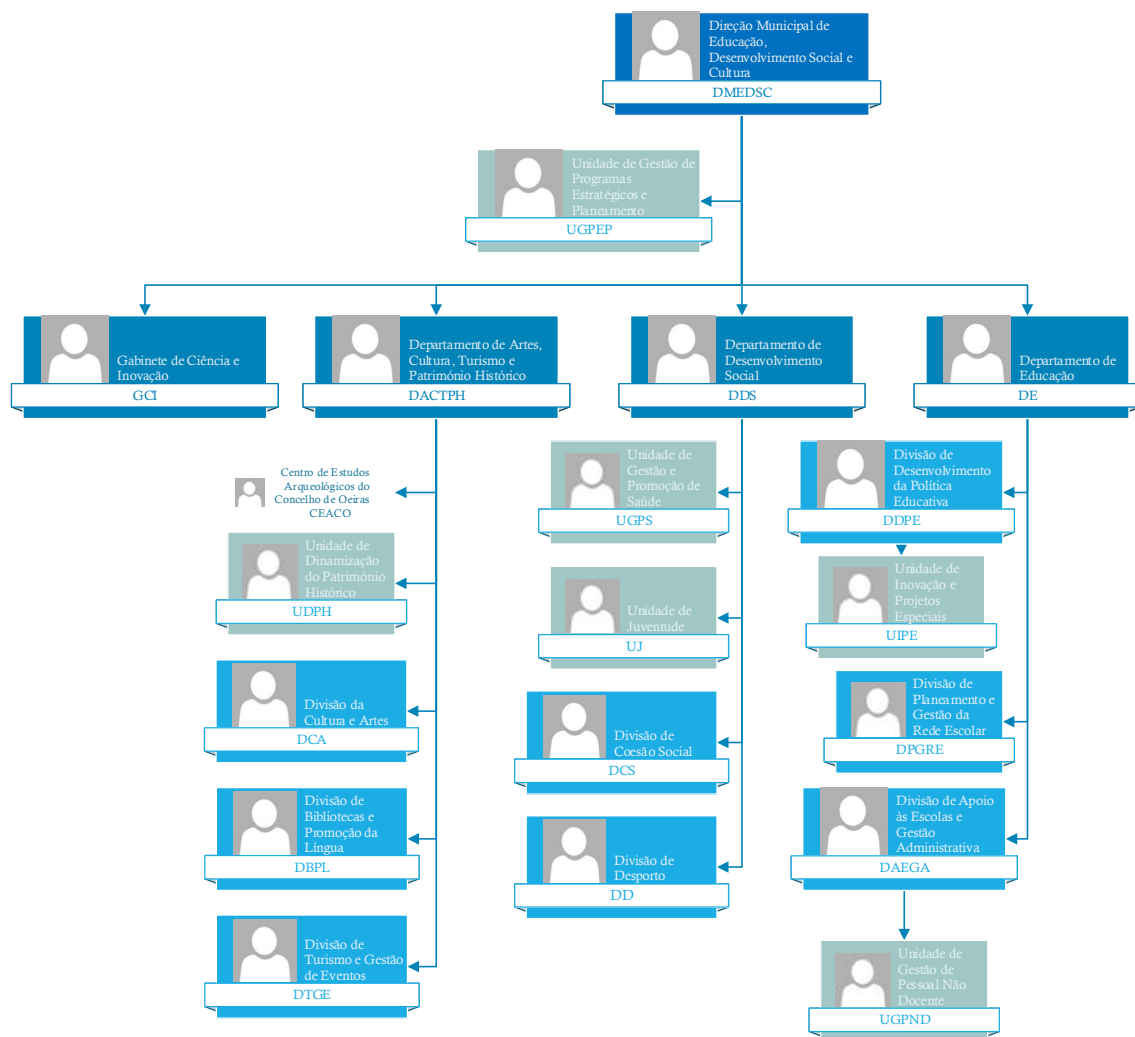 Direção Municipal de
Educação,
Desenvolvimento Social e
Cultura
DMEDSC
Unidade de Gestão de
Programas
Estratégicos e
Planeamento
UGPEP
Gabinete de Ciência e
Inovação
GCI
Departamento de Artes,
Cultura, Turismo e
Património Histórico
DACTPH
Departamento de
Desenvolvimento
Social
DDS
Departamento de
Educação
DE
Centro de Estudos
Arqueológicos do
Concelho de Oeiras
CEACO
Unidade de
Dinamização
do Património
Histórico
UDPH
Divisão da
Cultura e Artes
DCA
Divisão de
Bibliotecas e
Promoção da
Língua
DBPL
Divisão de
Turismo e Gestão
de Eventos
DTGE
Unidade de
Gestão e
Promoção de
Saúde
UGPS
Unidade de
Juventude
UJ
Divisão de
Coesão Social
DCS
Divisão de
Desporto
DD
Divisão de
Desenvolvimento
da Política
Educativa
DDPE
Unidade de
Inovação e
Projetos
Especiais
UIPE
Divisão de
Planeamento e
Gestão da
Rede Escolar
DPGRE
Divisão de Apoio
às Escolas e
Gestão
Administrativa
DAEGA
Unidade de
Gestão de
Pessoal Não
Docente
UGPND